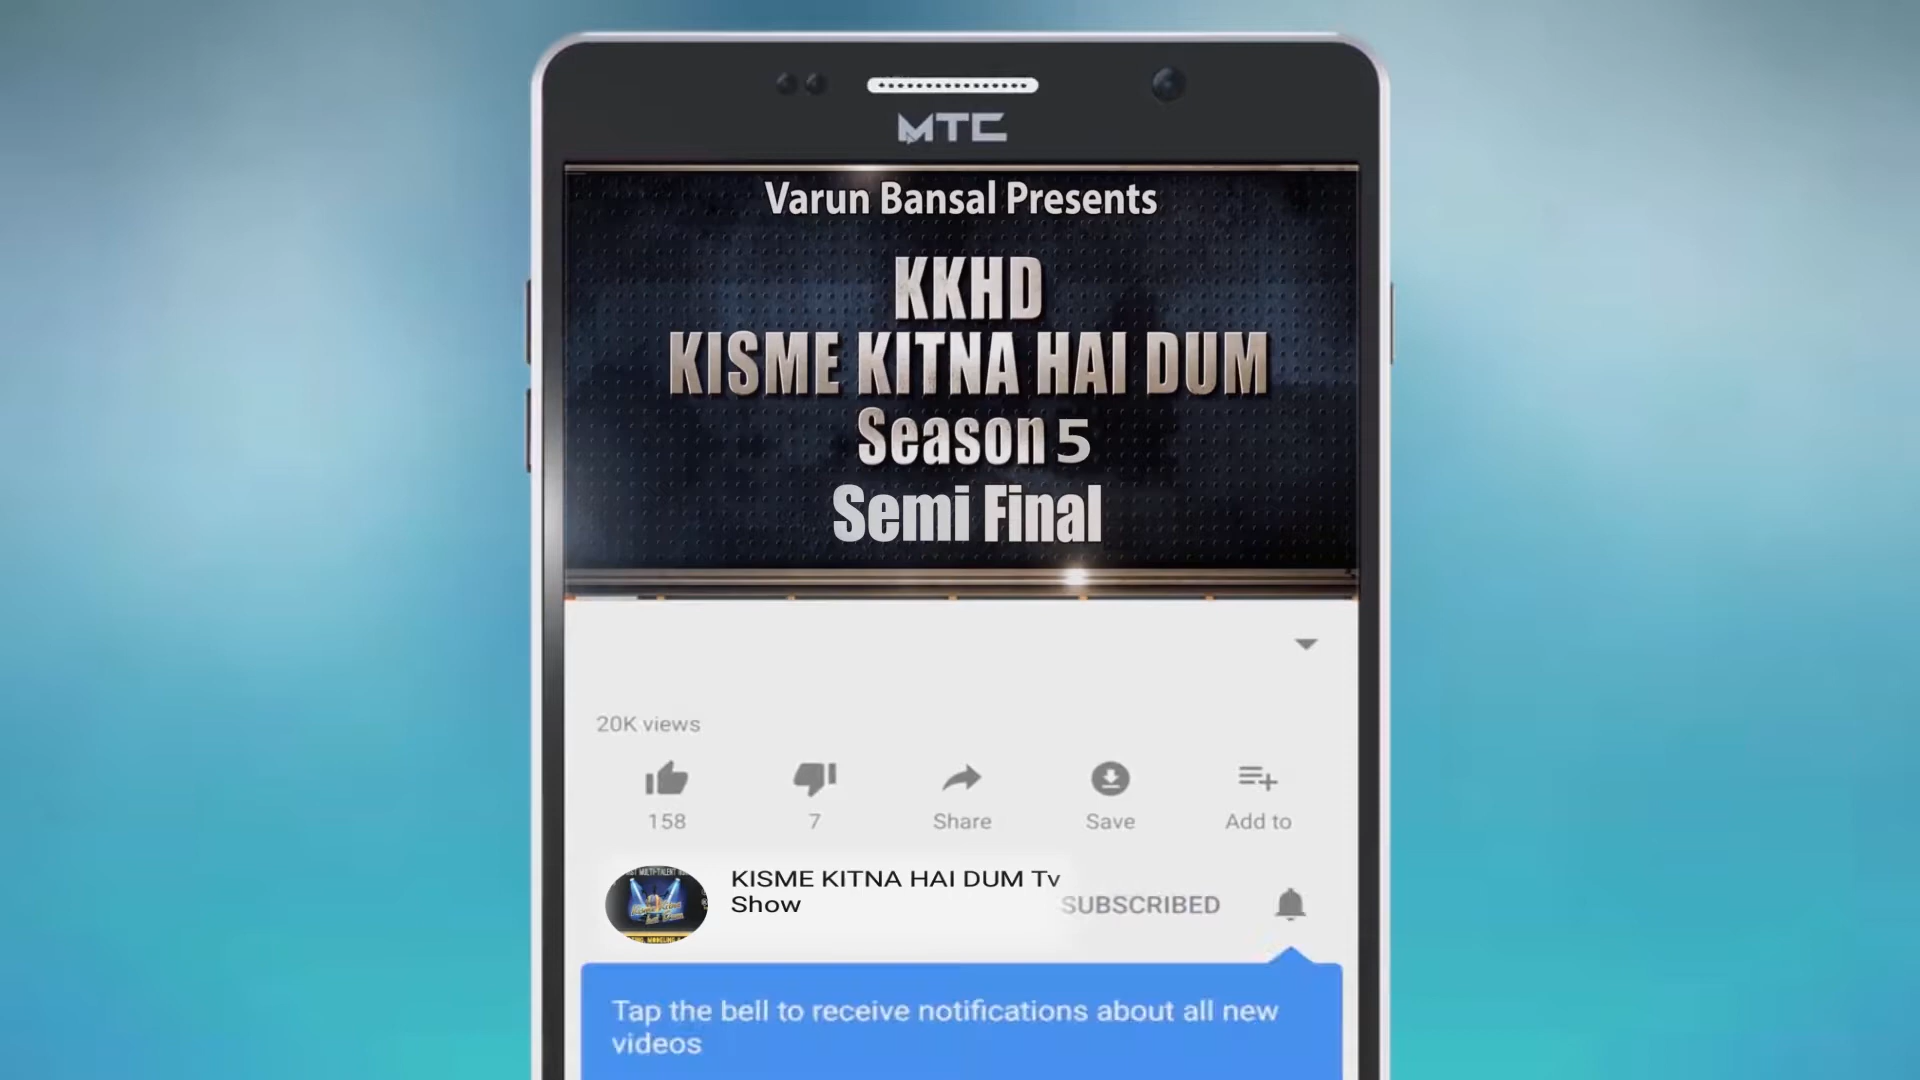 MTC
Varun Bansal Presents
KKHD
KISME KITNA HAI DUM
Season 5
Semi Final
20K views
158
7
Share
Save
Add to
KISME KITNA HAI DUM Tv
Show
SUBSCRIBED
Tap the bell to receive notifications about all new
videos